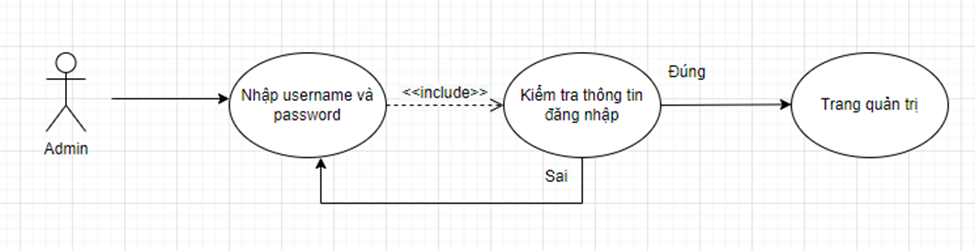 Admin
Nhập username và
password
<<include>>
Kiểm tra thông tin
đăng nhập
Đúng
Sai
Trang quản trị